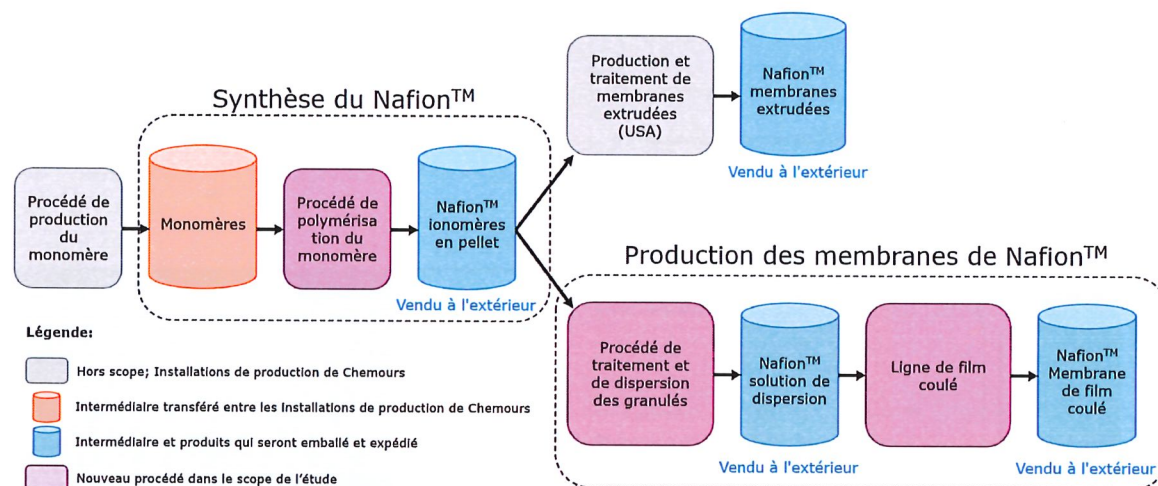 Synthèse du Nafion™
Procédé de
production
du
monomère
Monomères
Procédé de
polymérisa
tion du
monomère
Nafion™
ionomères
en pellet
Vendu à l'extérieur
Production et
traitement de
membranes
extrudées
(USA)
Nafion™
membranes
extrudées
Vendu à l'extérieur
Production des membranes de Nafion™
Procédé de
traitement et
de dispersion
des granulés
Nafion™
solution de
dispersion
Vendu à l'extérieur
Ligne de film
coulé
Nafion™
Membrane
de film
coulé
Vendu à l'extérieur
Légende:
Hors scope; Installations de production de Chemours
Intermédiaire transféré entre les installations de production de Chemours
Intermédiaire et produits qui seront emballé et expédié
Nouveau procédé dans le scope de l'étude